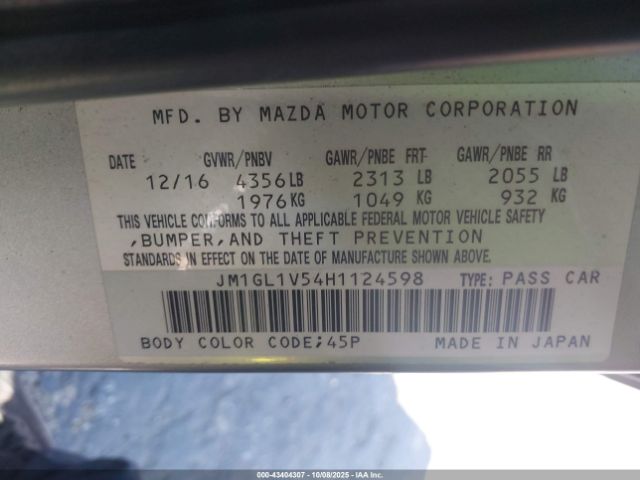 MFD. BY MAZDA MOTOR CORPORATION
DATE GVWR/PNBV GAWR/PNBE FRT GAWR/PNBE RR
12/16 4356LB 2313 LB 2055 LB
1976KG 1049 KG 932 KG
THIS VEHICLE CONFORMS TO ALL APPLICABLE FEDERAL MOTOR VEHICLE SAFETY
,BUMPER,AND THEFT PREVENTION
STANDARDS IN EFFECT ON THE DATE OF MANUFACTURE SHOWN ABOVE.
JM1GL1V54H1124598 TYPE: PASS CAR
BODY COLOR CODE;45P MADE IN JAPAN
000-43404307 - 10/08/2025 - IAA Inc. copyright